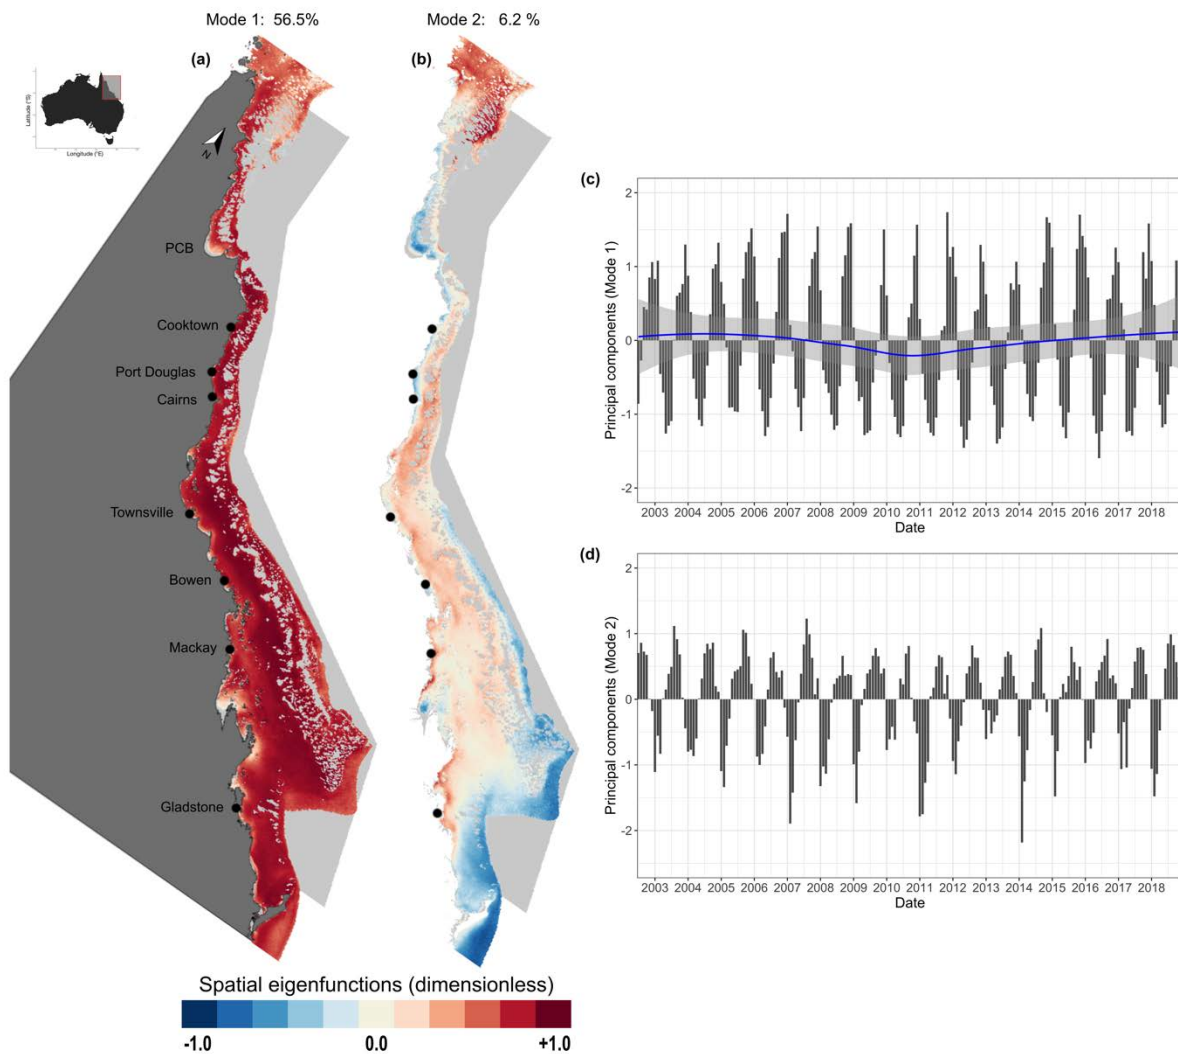 Mode 1: 56.5%
Mode 2: 6.2 %
(a)
(b)
Latitude (°S)
Longitude (°E)
N
PCB
Cooktown
Port Douglas
Cairns
Townsville
Bowen
Mackay
Gladstone
Spatial eigenfunctions (dimensionless)
-1.0 0.0 +1.0
(c)
Principal components (Mode 1)
2
1
0
-1
-2
2003 2004 2005 2006 2007 2008 2009 2010 2011 2012 2013 2014 2015 2016 2017 2018
Date
(d)
Principal components (Mode 2)
2
1
0
-1
-2
2003 2004 2005 2006 2007 2008 2009 2010 2011 2012 2013 2014 2015 2016 2017 2018
Date